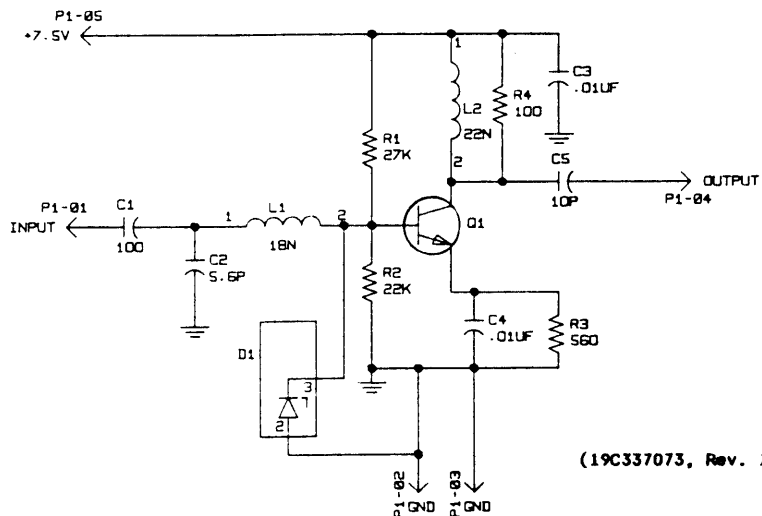 P1-05
+7.5V
1
C3
.01UF
L2
22N
R4
100
R1
27K
2
C5
10P
OUTPUT
P1-04
P1-01
INPUT
C1
100
1
L1
18N
2
Q1
C2
5.6P
R2
22K
C4
.01UF
R3
560
D1
3
2
P1-02
GND
P1-03
GND
(19C337073, Rev.